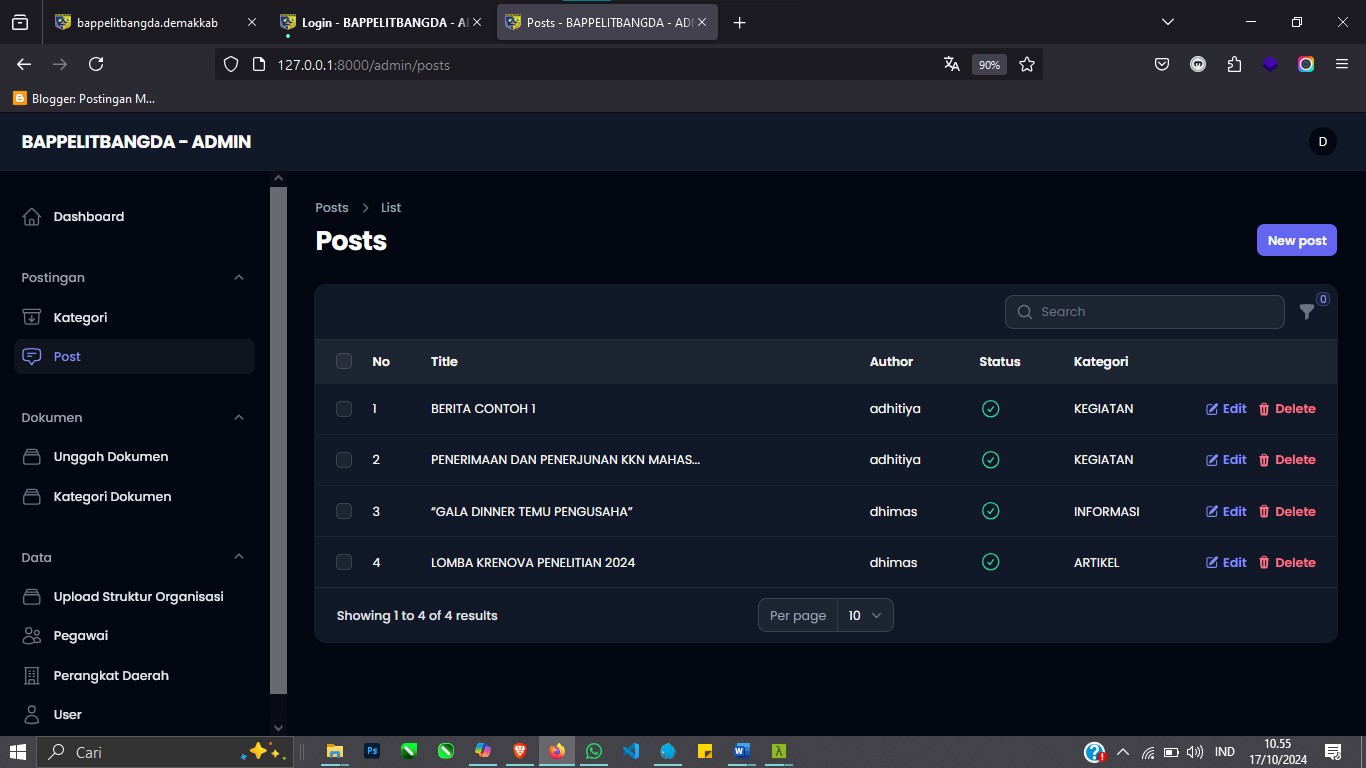 bappelitbangda.demakkab
Login - BAPPELITBANGDA - A
Posts - BAPPELITBANGDA - AD
127.0.0.1:8000/admin/posts
90%
Blogger: Postingan M...
BAPPELITBANGDA - ADMIN
D
Dashboard
Postingan
Kategori
Post
Dokumen
Unggah Dokumen
Kategori Dokumen
Data
Upload Struktur Organisasi
Pegawai
Perangkat Daerah
User
Posts > List
Posts
New post
Search
0
No Title Author Status Kategori
1 BERITA CONTOH 1 adhitiya KEGIATAN Edit Delete
2 PENERIMAAN DAN PENERJUNAN KKN MAHAS... adhitiya KEGIATAN Edit Delete
3 “GALA DINNER TEMU PENGUSAHA” dhimas INFORMASI Edit Delete
4 LOMBA KRENOVA PENELITIAN 2024 dhimas ARTIKEL Edit Delete
Showing 1 to 4 of 4 results
Per page 10
Cari
Ps
IND
10.55
17/10/2024